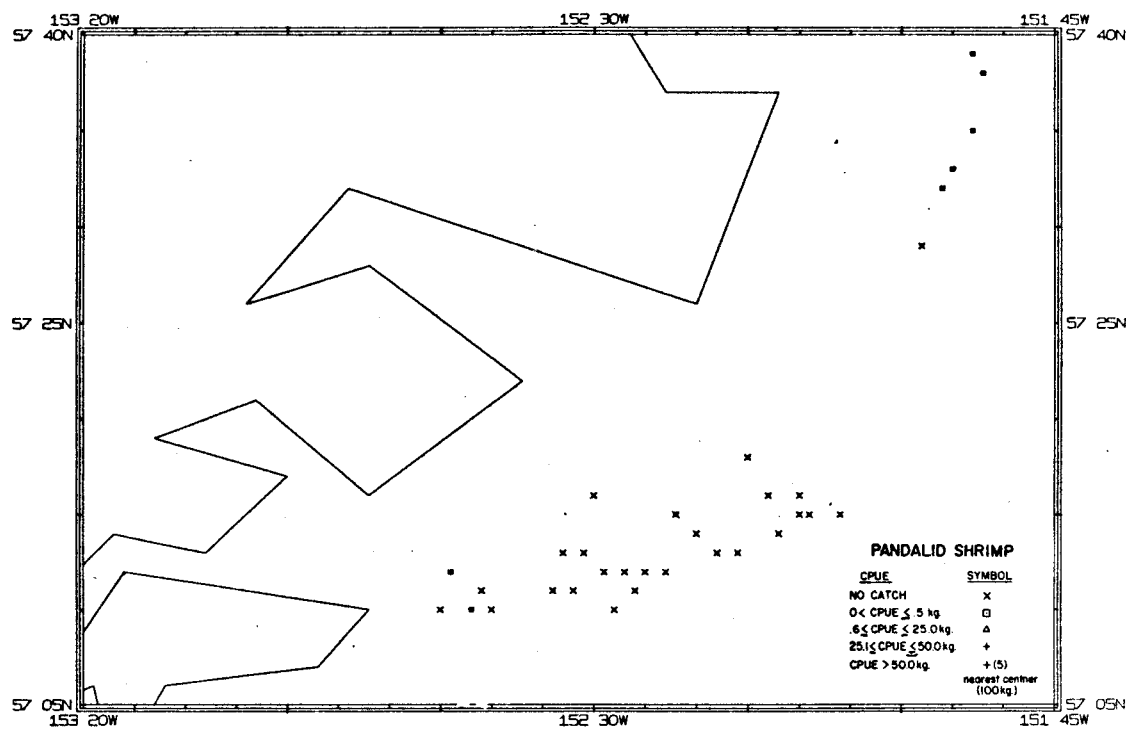 153 20W 152 30W 151 45W
57 40N 57 40N
57 25N 57 25N
PANDALID SHRIMP
CPUE SYMBOL
NO CATCH ×
0 < CPUE ≤ .5 kg. □
.6 ≤ CPUE ≤ 25.0 kg. △
25.1 ≤ CPUE ≤ 50.0 kg. +
CPUE > 50.0 kg. + (5)
nearest centner
(100 kg.)
57 05N 57 05N
153 20W 152 30W 151 45W